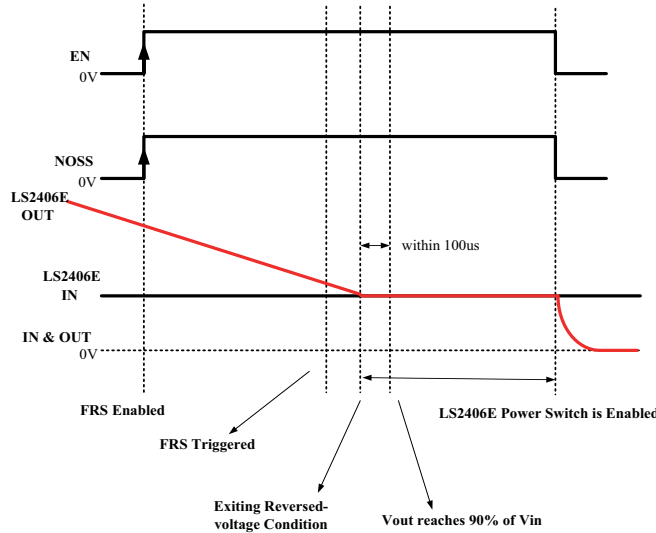 EN
0V
NOSS
0V
LS2406E
OUT
within 100us
LS2406E
IN
IN & OUT
0V
FRS Enabled
LS2406E Power Switch is Enabled
FRS Triggered
Exiting Reversed-
voltage Condition
Vout reaches 90% of Vin